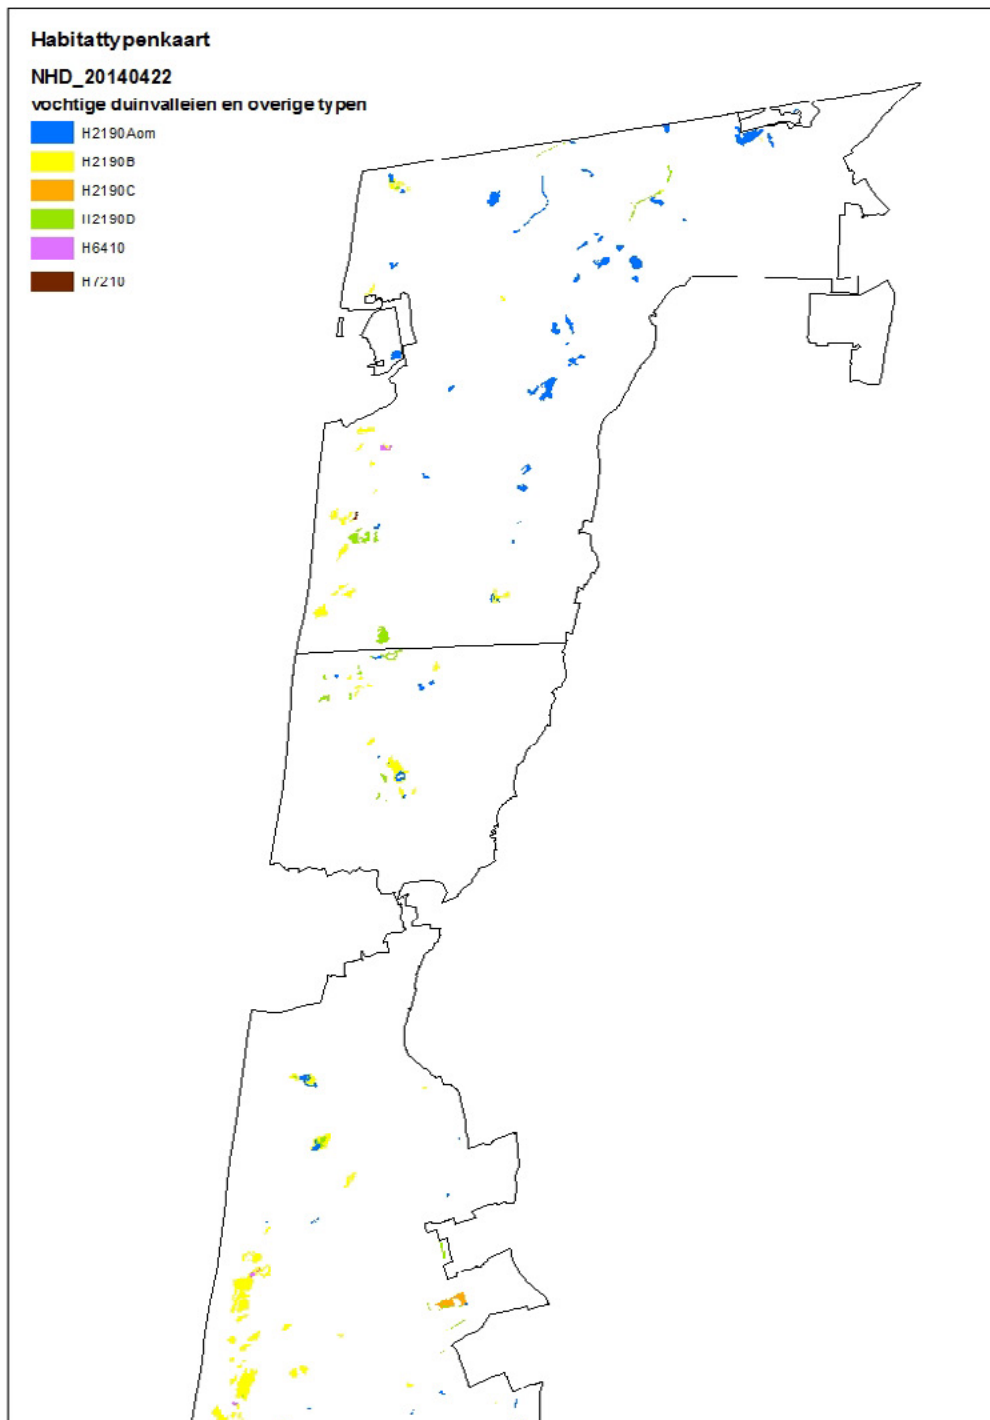 Habitattypenkaart
NHD_20140422
vochtige duinvalleien en overige typen
H2190Aom
H2190B
H2190C
H2190D
H6410
H7210